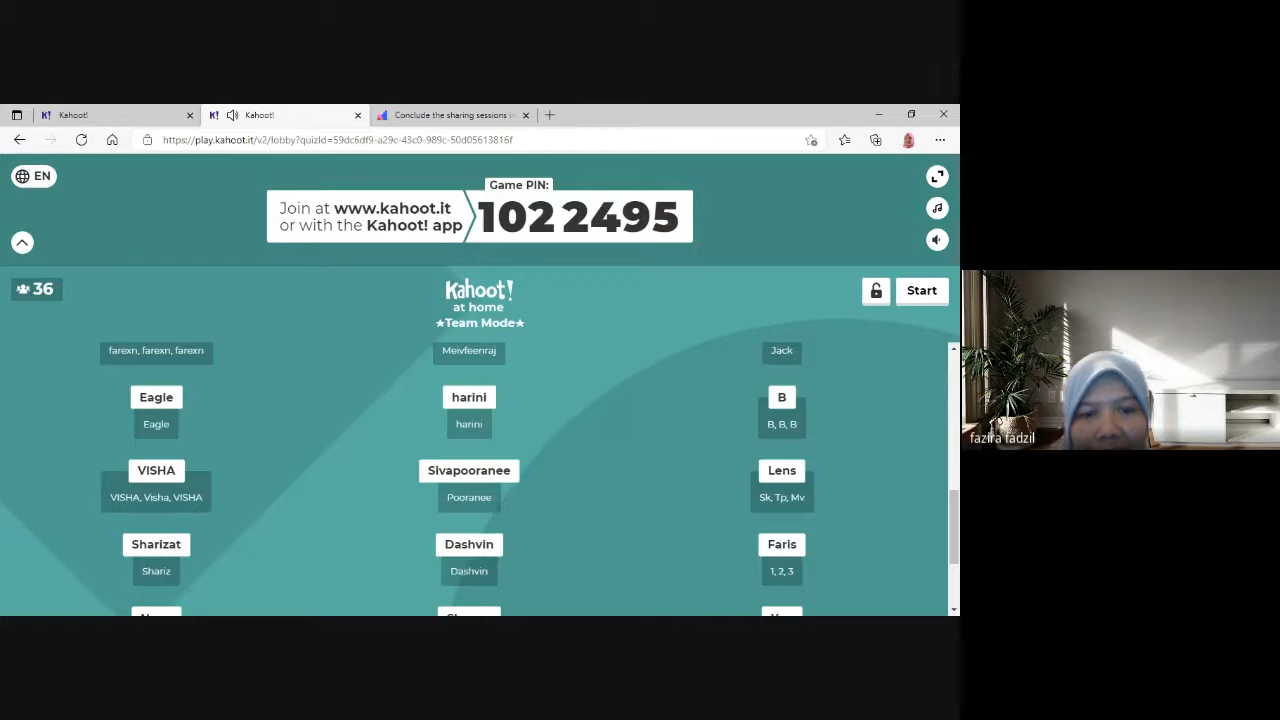 Kahoot!
Kahoot!
Conclude the sharing sessions in
https://play.kahoot.it/v2/lobby?quizId=59dc6df9-a29c-43c0-989c-50d05613816f
EN
Game PIN:
Join at www.kahoot.it
or with the Kahoot! app
102 2495
36
Kahoot!
at home
★Team Mode★
Start
farexn, farexn, farexn
Meivfeenraj
Jack
Eagle
harini
B
Eagle
harini
B, B, B
VISHA
Sivapooranee
Lens
VISHA, Visha, VISHA
Pooranee
Sk, Tp, Mv
Sharizat
Dashvin
Faris
Shariz
Dashvin
1, 2, 3
fazira fadzil